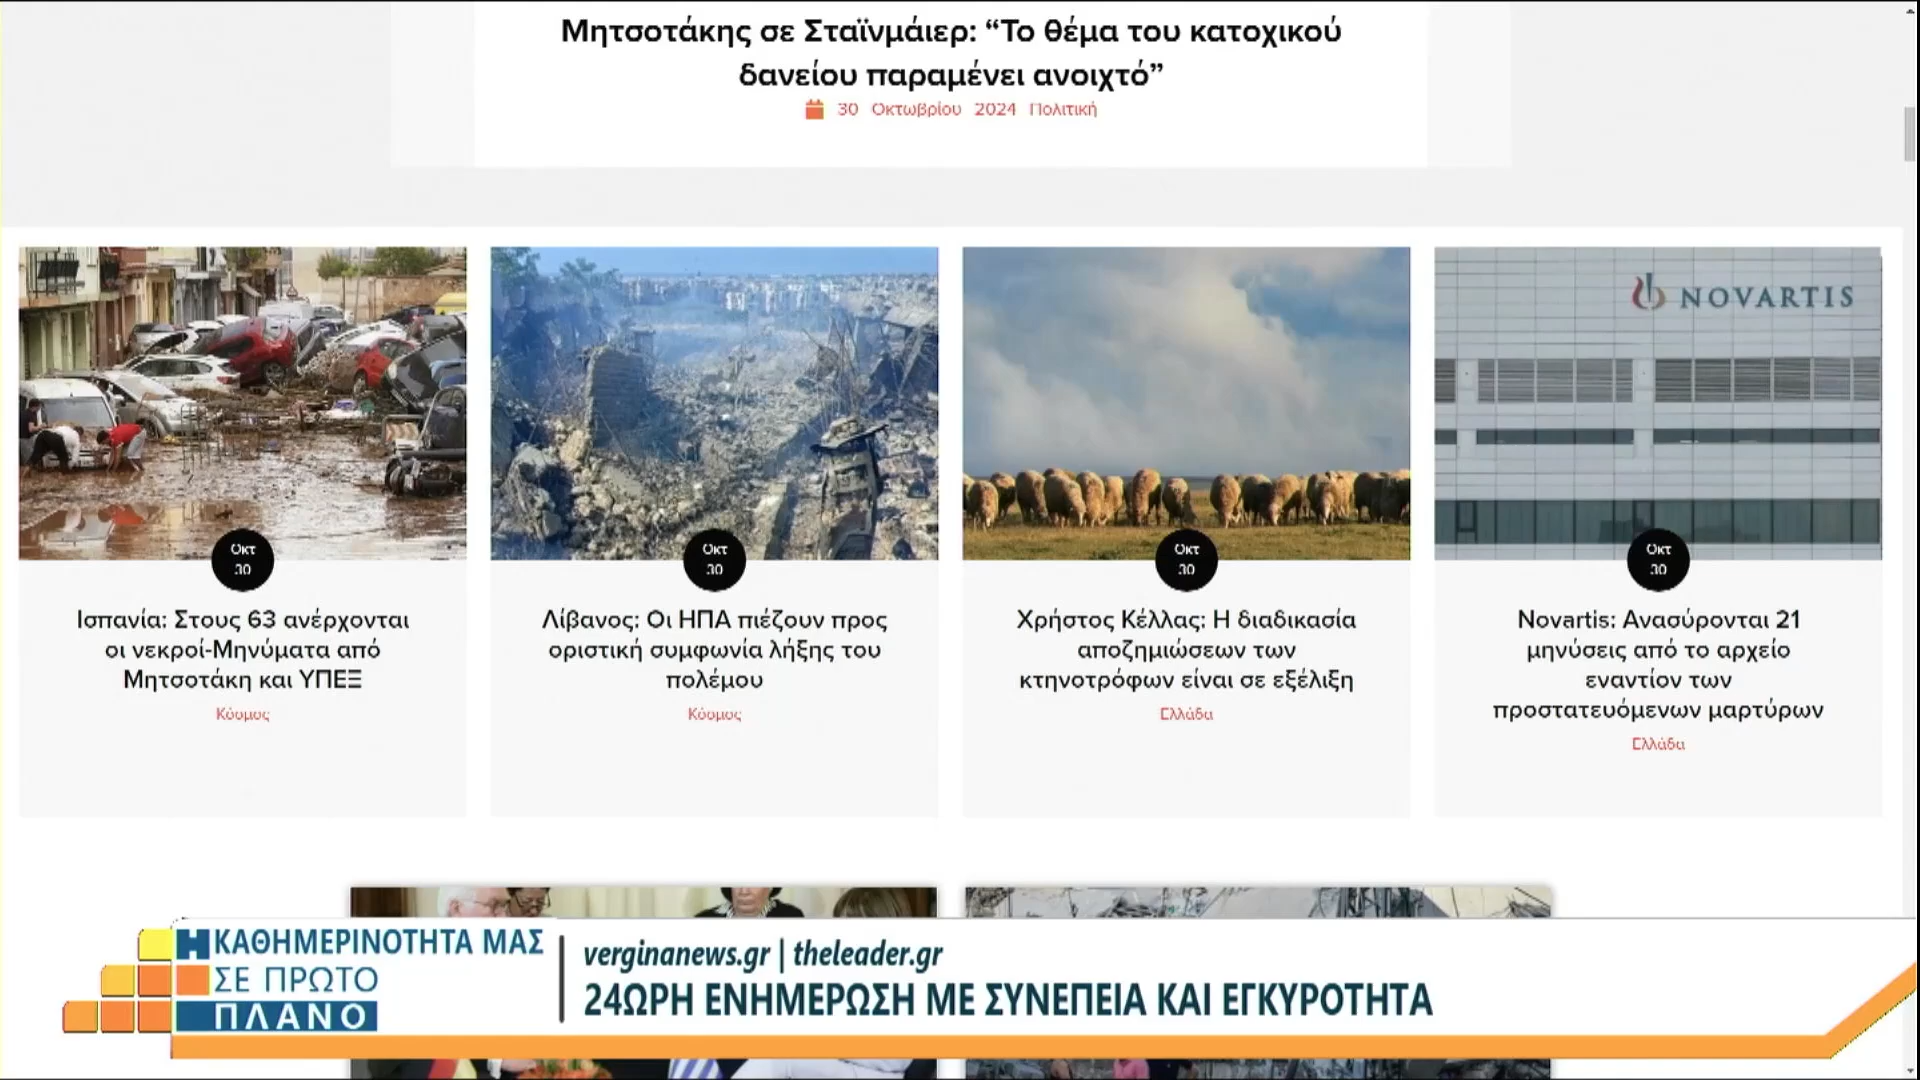 Μητσοτάκης σε Σταϊνμάιερ: “Το θέμα του κατοχικού
δανείου παραμένει ανοιχτό”
30 Οκτωβρίου 2024 Πολιτική
NOVARTIS
Οκτ
30
Ισπανία: Στους 63 ανέρχονται
οι νεκροί-Μηνύματα από
Μητσοτάκη και ΥΠΕΞ
Κόσμος
Οκτ
30
Λίβανος: Οι ΗΠΑ πιέζουν προς
οριστική συμφωνία λήξης του
πολέμου
Κόσμος
Οκτ
30
Χρήστος Κέλλας: Η διαδικασία
αποζημιώσεων των
κτηνοτρόφων είναι σε εξέλιξη
Ελλάδα
Οκτ
30
Novartis: Ανασύρονται 21
μηνύσεις από το αρχείο
εναντίον των
προστατευόμενων μαρτύρων
Ελλάδα
Η ΚΑΘΗΜΕΡΙΝΟΤΗΤΑ ΜΑΣ
ΣΕ ΠΡΩΤΟ
ΠΛΑΝΟ
verginanews.gr | theleader.gr
24ΩΡΗ ΕΝΗΜΕΡΩΣΗ ΜΕ ΣΥΝΕΠΕΙΑ ΚΑΙ ΕΓΚΥΡΟΤΗΤΑ